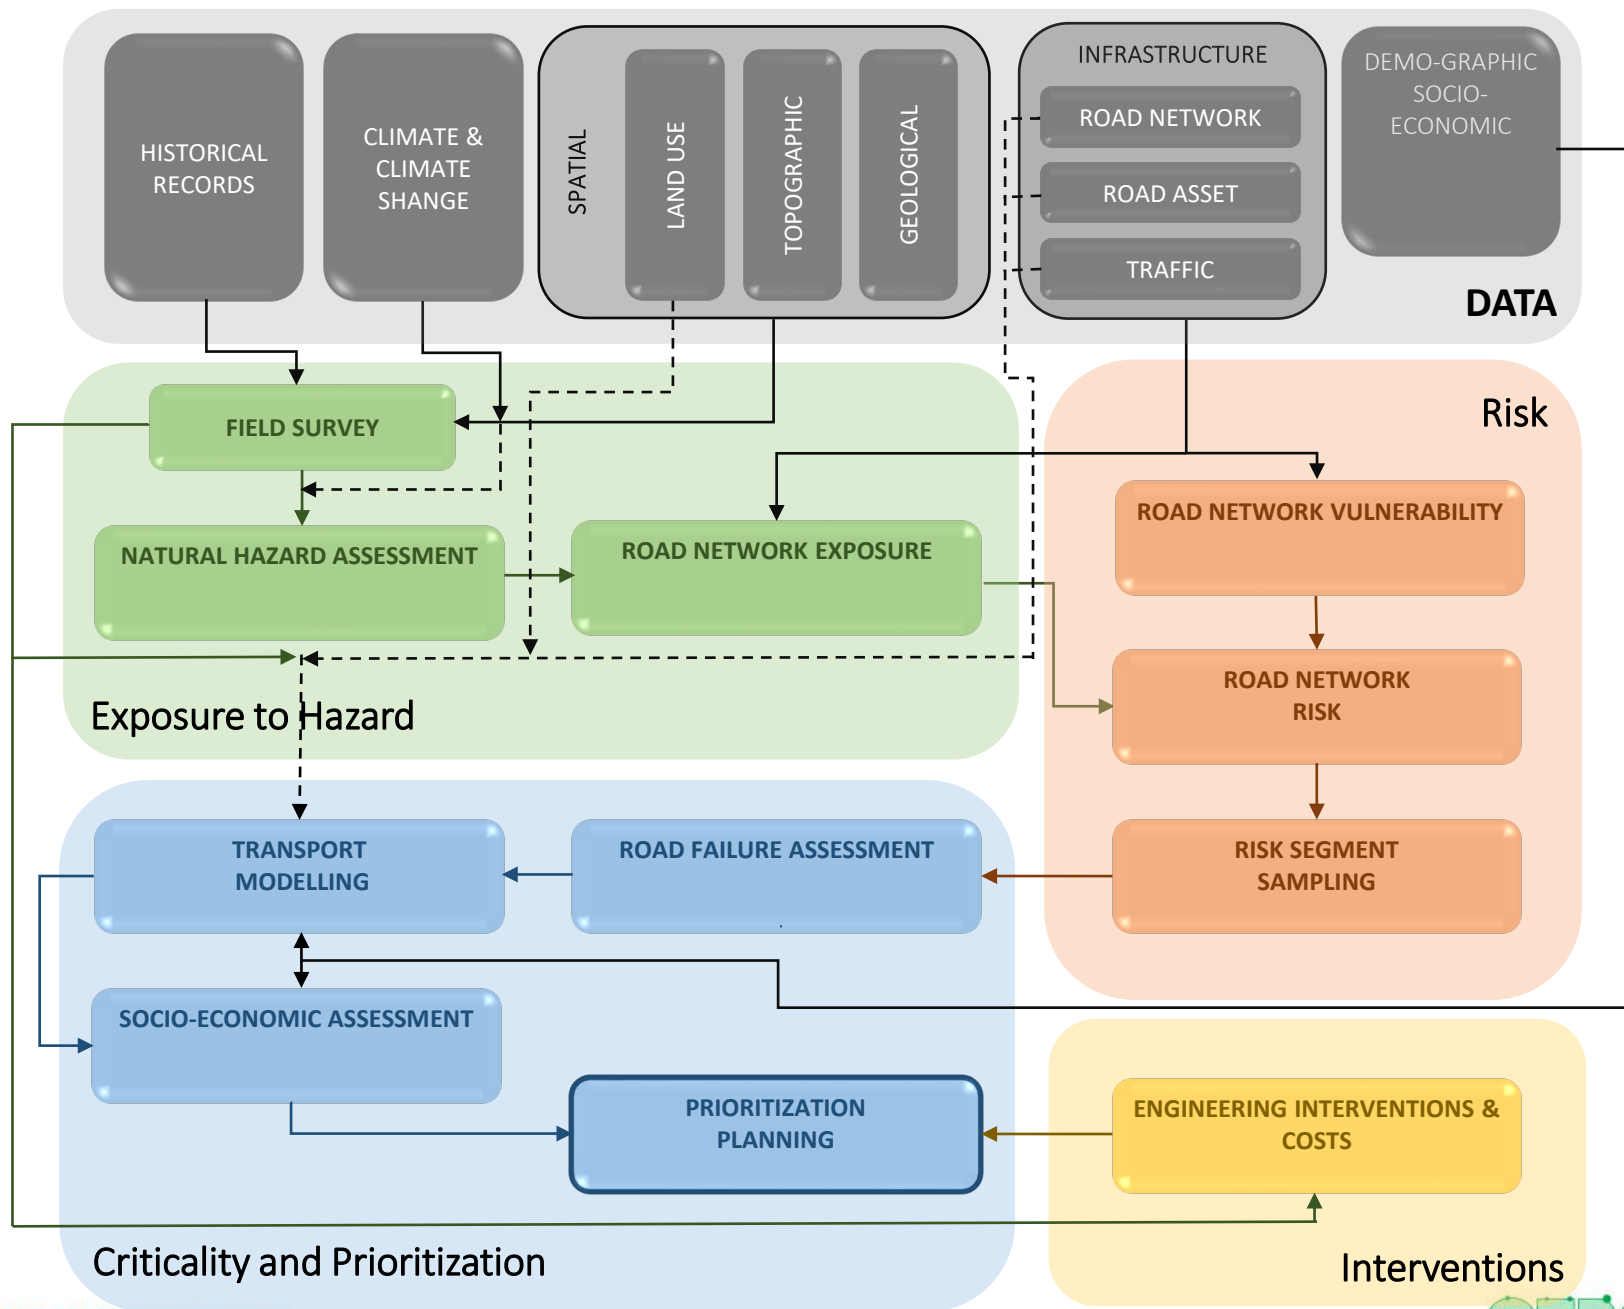 HISTORICAL
RECORDS
CLIMATE &
CLIMATE
SHANGE
SPATIAL
LAND USE
TOPOGRAPHIC
GEOLOGICAL
INFRASTRUCTURE
ROAD NETWORK
ROAD ASSET
TRAFFIC
DEMO-GRAPHIC
SOCIO-
ECONOMIC
DATA
FIELD SURVEY
NATURAL HAZARD ASSESSMENT
ROAD NETWORK EXPOSURE
Exposure to Hazard
Risk
ROAD NETWORK VULNERABILITY
ROAD NETWORK
RISK
RISK SEGMENT
SAMPLING
TRANSPORT
MODELLING
ROAD FAILURE ASSESSMENT
.
SOCIO-ECONOMIC ASSESSMENT
PRIORITIZATION
PLANNING
Criticality and Prioritization
ENGINEERING INTERVENTIONS &
COSTS
Interventions